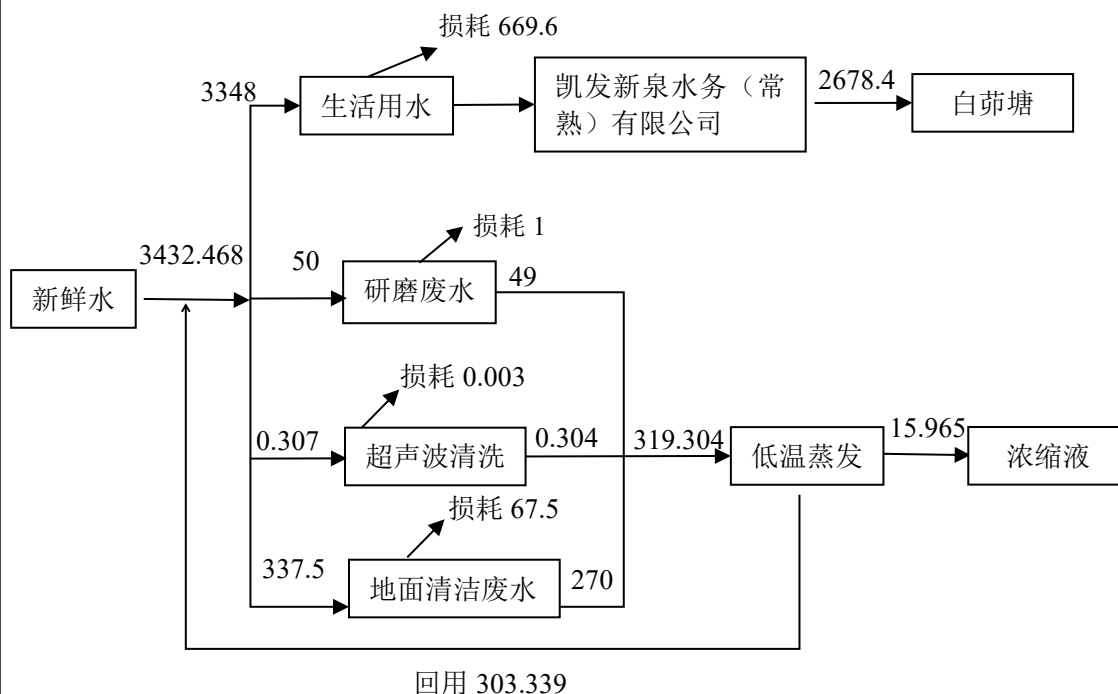 损耗 669.6
3348
生活用水
凯发新泉水务（常
熟）有限公司
2678.4
白茆塘
损耗 1
3432.468
50
49
新鲜水
研磨废水
损耗 0.003
0.307
超声波清洗
0.304
319.304
低温蒸发
15.965
浓缩液
损耗 67.5
337.5
地面清洁废水
270
回用 303.339